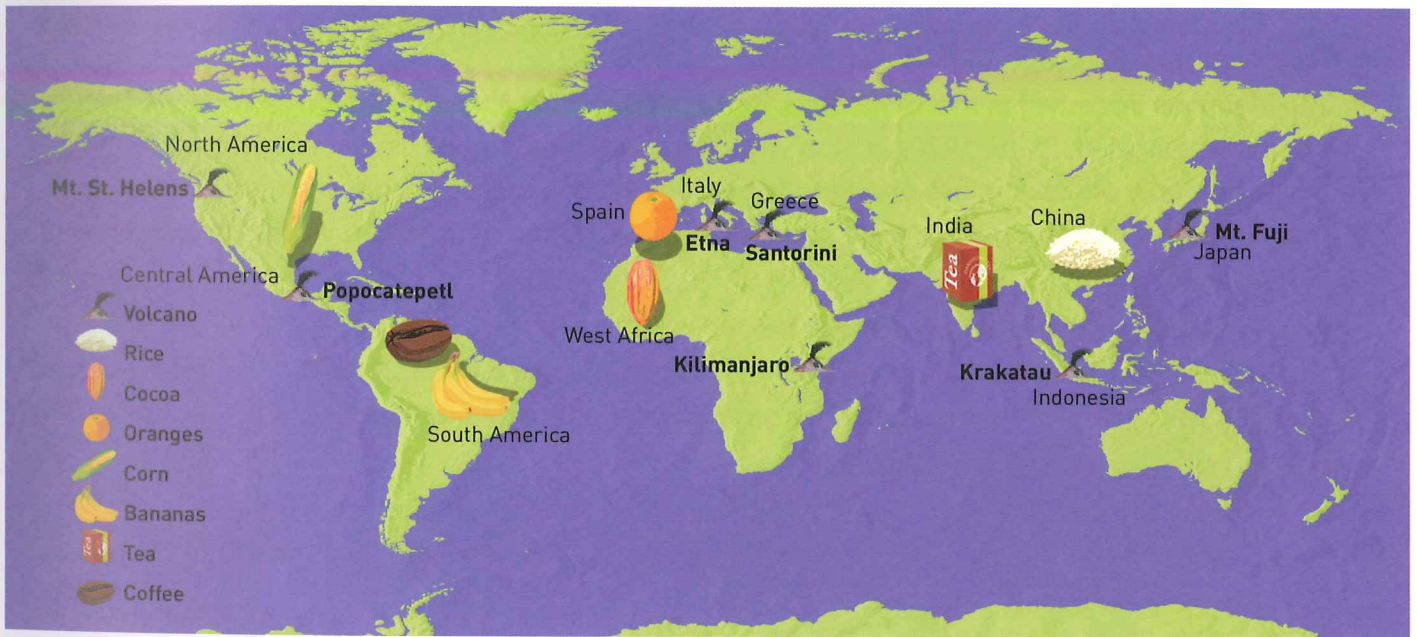 North America
Mt. St. Helens
Italy
Spain
Greece
India
China
Etna
Santorini
Mt. Fuji
Japan
Tea
Central America
Popocatepetl
Volcano
West Africa
Rice
Kilimanjaro
Krakatau
Indonesia
Cocoa
Oranges
South America
Corn
Bananas
Tea
Tea
Coffee